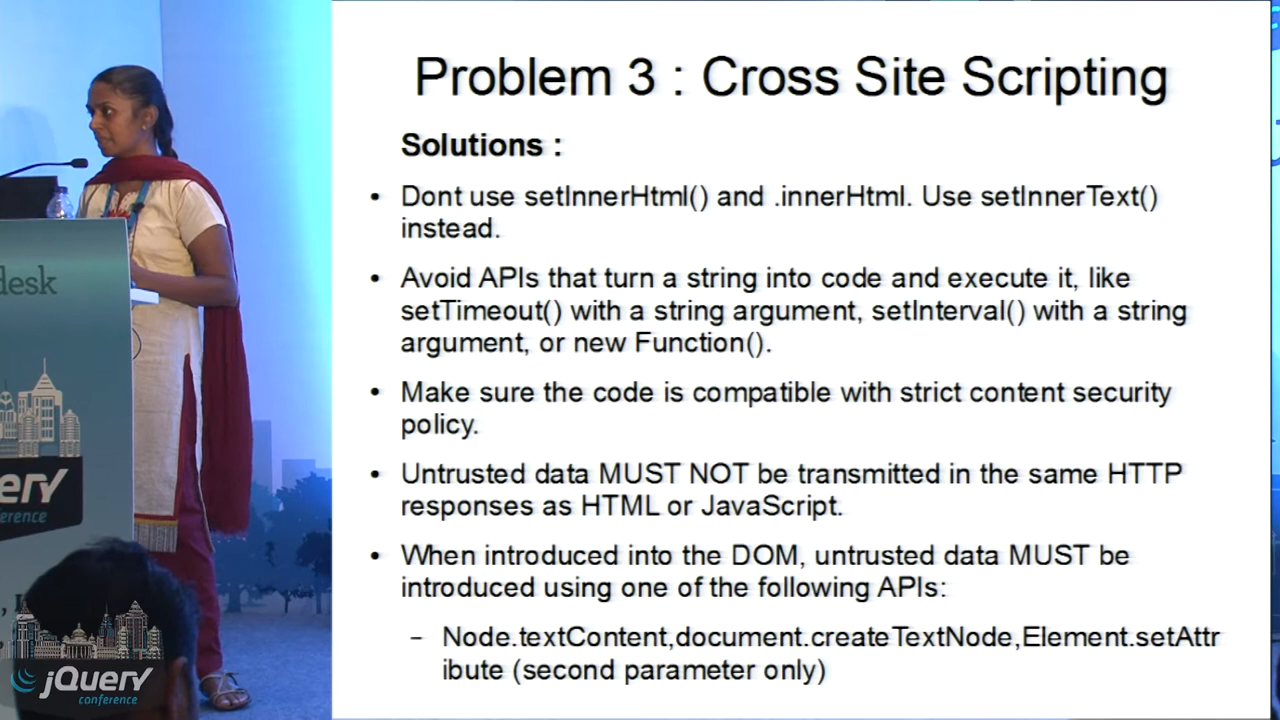 Problem 3 : Cross Site Scripting
Solutions :
• Dont use setInnerHtml() and .innerHtml. Use setInnerText()
instead.
• Avoid APIs that turn a string into code and execute it, like
setTimeout() with a string argument, setInterval() with a string
argument, or new Function().
• Make sure the code is compatible with strict content security
policy.
• Untrusted data MUST NOT be transmitted in the same HTTP
responses as HTML or JavaScript.
• When introduced into the DOM, untrusted data MUST be
introduced using one of the following APIs:
– Node.textContent,document.createTextNode,Element.setAttr
ibute (second parameter only)
desk
ery
ference
jQuery
conference